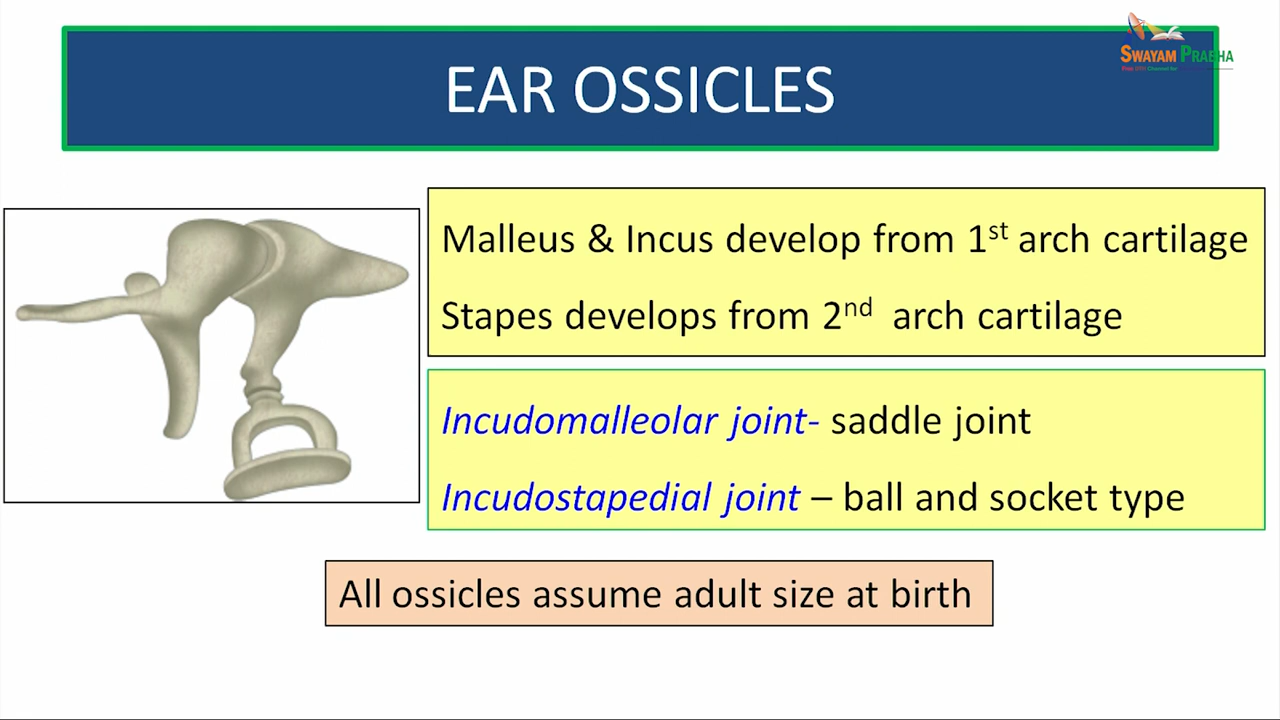 SWAYAM PRABHA
EAR OSSICLES
Malleus & Incus develop from 1st arch cartilage
Stapes develops from 2nd arch cartilage
Incudomalleolar joint- saddle joint
Incudostapedial joint – ball and socket type
All ossicles assume adult size at birth